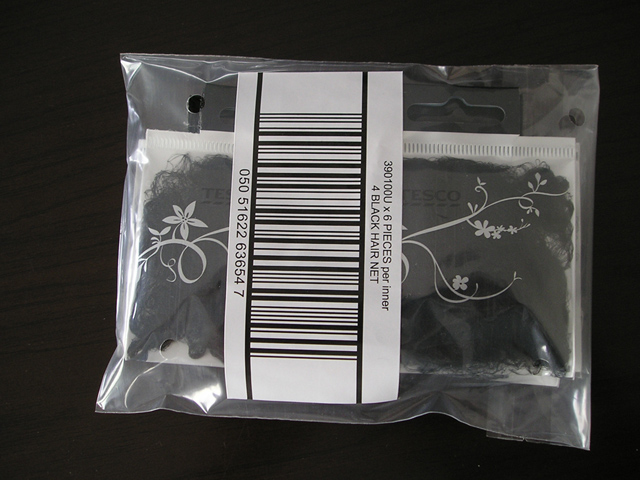 390100U x 6 PIECES per inner
4 BLACK HAIR NET
050 51622 63654 7
TESCO